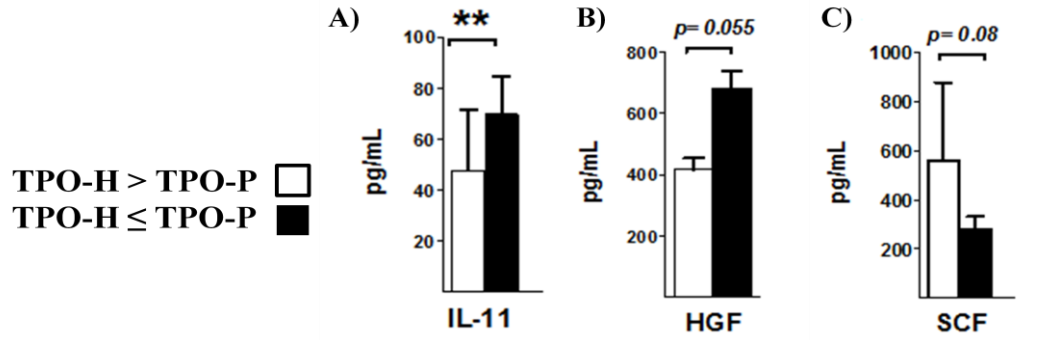 TPO-H > TPO-P
TPO-H ≤ TPO-P
A)
**
100
80
60
40
20
pg/mL
IL-11
B)
p= 0.055
800
600
400
200
pg/mL
HGF
C)
p= 0.08
1000
800
600
400
200
pg/mL
SCF